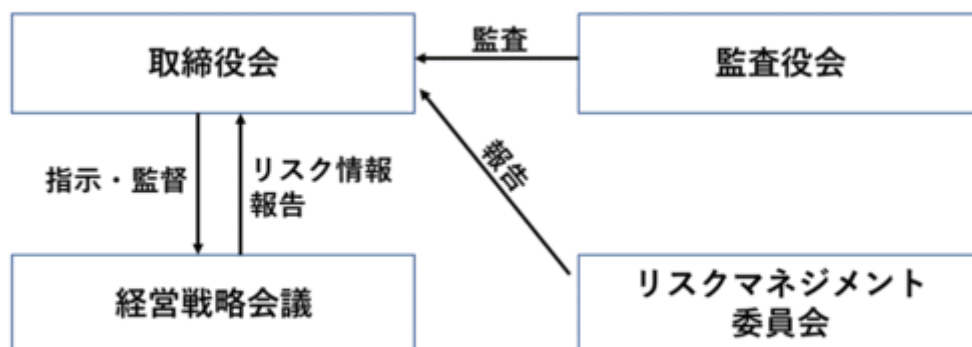 取締役会
監査
監査役会
指示・監督
リスク情報
報告
報告
経営戦略会議
リスクマネジメント
委員会